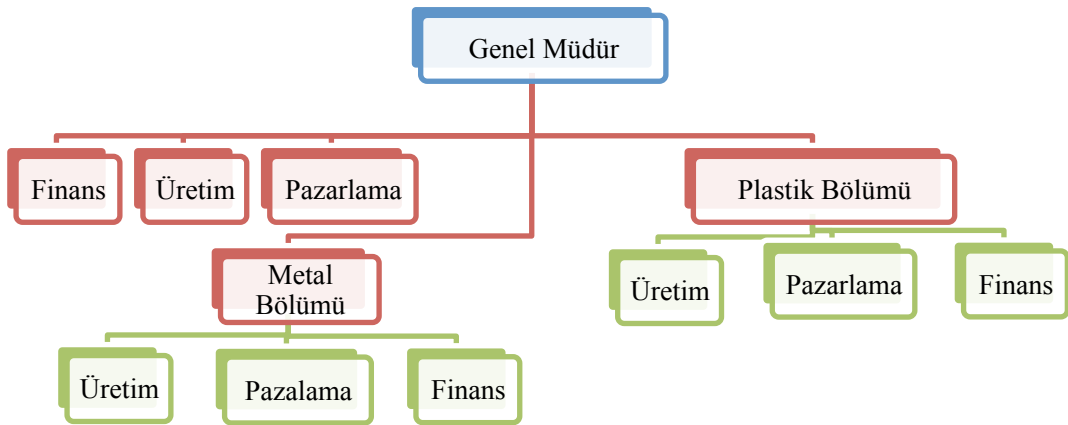 Genel Müdür
Finans
Üretim
Pazarlama
Plastik Bölümü
Metal
Bölümü
Üretim
Pazarlama
Finans
Üretim
Pazalama
Finans